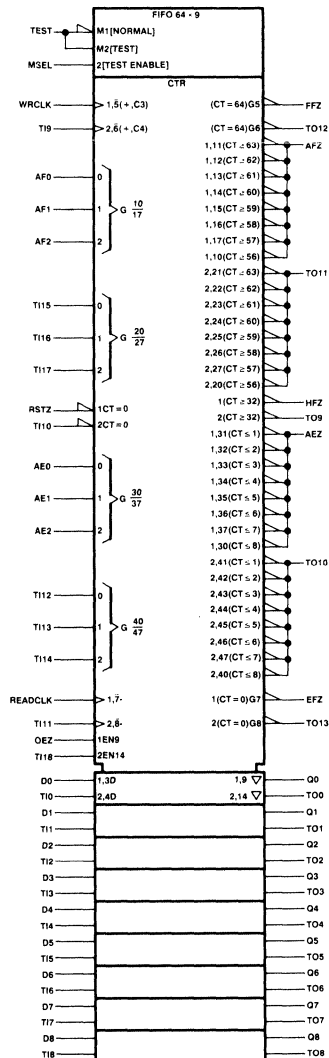 FIFO 64 - 9
TEST M1[NORMAL]
M2[TEST]
MSEL 2[TEST ENABLE]
CTR
WRCLK 1,5̄(+,C3) (CT=64)G5 FFZ
TI9 2,6̄(+,C4) (CT=64)G6 TO12
1,11(CT≥63) AFZ
1,12(CT≥62)
AF0 0 1,13(CT≥61)
1,14(CT≥60)
AF1 1 G 10/17 1,15(CT≥59)
1,16(CT≥58)
AF2 2 1,17(CT≥57)
1,10(CT≥56)
2,21(CT≥63) TO11
2,22(CT≥62)
TI15 0 2,23(CT≥61)
2,24(CT≥60)
TI16 1 G 20/27 2,25(CT≥59)
2,26(CT≥58)
TI17 2 2,27(CT≥57)
2,20(CT≥56)
RSTZ 1CT=0 1(CT≥32) HFZ
TI10 2CT=0 2(CT≥32) TO9
1,31(CT≤1) AEZ
1,32(CT≤2)
AE0 0 1,33(CT≤3)
1,34(CT≤4)
AE1 1 G 30/37 1,35(CT≤5)
1,36(CT≤6)
AE2 2 1,37(CT≤7)
1,30(CT≤8)
2,41(CT≤1) TO10
2,42(CT≤2)
TI12 0 2,43(CT≤3)
2,44(CT≤4)
TI13 1 G 40/47 2,45(CT≤5)
2,46(CT≤6)
TI14 2 2,47(CT≤7)
2,40(CT≤8)
READCLK 1,7̄- 1(CT=0)G7 EFZ
TI11 2,8̄- 2(CT=0)G8 TO13
OEZ 1EN9
TI18 2EN14
D0 1,3D 1,9 ▽ Q0
TI0 2,4D 2,14 ▽ TO0
D1 Q1
TI1 TO1
D2 Q2
TI2 TO2
D3 Q3
TI3 TO3
D4 Q4
TI4 TO4
D5 Q5
TI5 TO5
D6 Q6
TI6 TO6
D7 Q7
TI7 TO7
D8 Q8
TI8 TO8